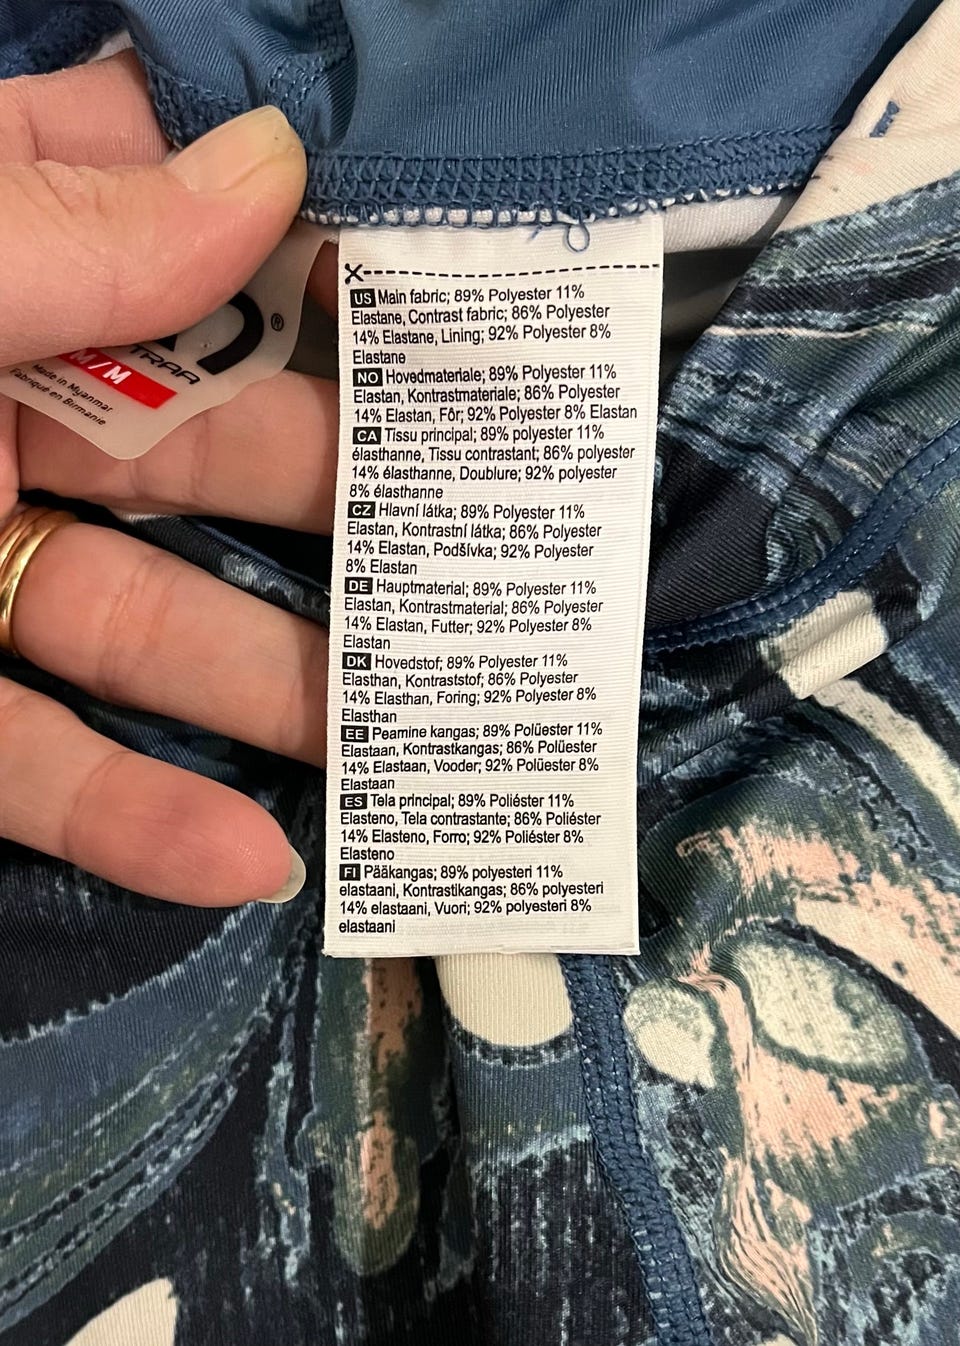 US Main fabric; 89% Polyester 11%
Elastane, Contrast fabric; 86% Polyester
14% Elastane, Lining; 92% Polyester 8%
Elastane
NO Hovedmateriale; 89% Polyester 11%
Elastan, Kontrastmateriale; 86% Polyester
14% Elastan, Fôr; 92% Polyester 8% Elastan
CA Tissu principal; 89% polyester 11%
élasthanne, Tissu contrastant; 86% polyester
14% élasthanne, Doublure; 92% polyester
8% élasthanne
CZ Hlavní látka; 89% Polyester 11%
Elastan, Kontrastní látka; 86% Polyester
14% Elastan, Podšívka; 92% Polyester
8% Elastan
DE Hauptmaterial; 89% Polyester 11%
Elastan, Kontrastmaterial; 86% Polyester
14% Elastan, Futter; 92% Polyester 8%
Elastan
DK Hovedstof; 89% Polyester 11%
Elasthan, Kontraststof; 86% Polyester
14% Elasthan, Foring; 92% Polyester 8%
Elasthan
EE Peamine kangas; 89% Polüester 11%
Elastaan, Kontrastkangas; 86% Polüester
14% Elastaan, Vooder; 92% Polüester 8%
Elastaan
ES Tela principal; 89% Poliéster 11%
Elasteno, Tela contrastante; 86% Poliéster
14% Elasteno, Forro; 92% Poliéster 8%
Elasteno
FI Pääkangas; 89% polyesteri 11%
elastaani, Kontrastikangas; 86% polyesteri
14% elastaani, Vuori; 92% polyesteri 8%
elastaani
®
M/M
Made in Myanmar
Fabriqué en Birmanie